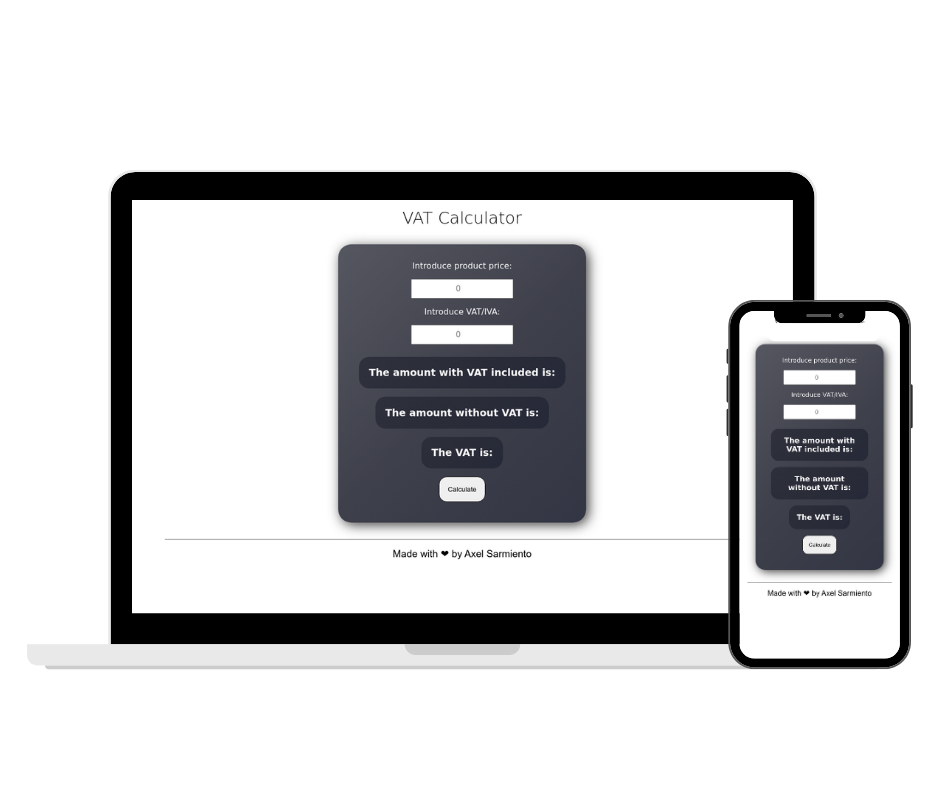 VAT Calculator
Introduce product price:
0
Introduce VAT/IVA:
0
The amount with VAT included is:
The amount without VAT is:
The VAT is:
Calculate
Made with ❤ by Axel Sarmiento
Introduce product price:
0
Introduce VAT/IVA:
0
The amount with
VAT included is:
The amount
without VAT is:
The VAT is:
Calculate
Made with ❤ by Axel Sarmiento